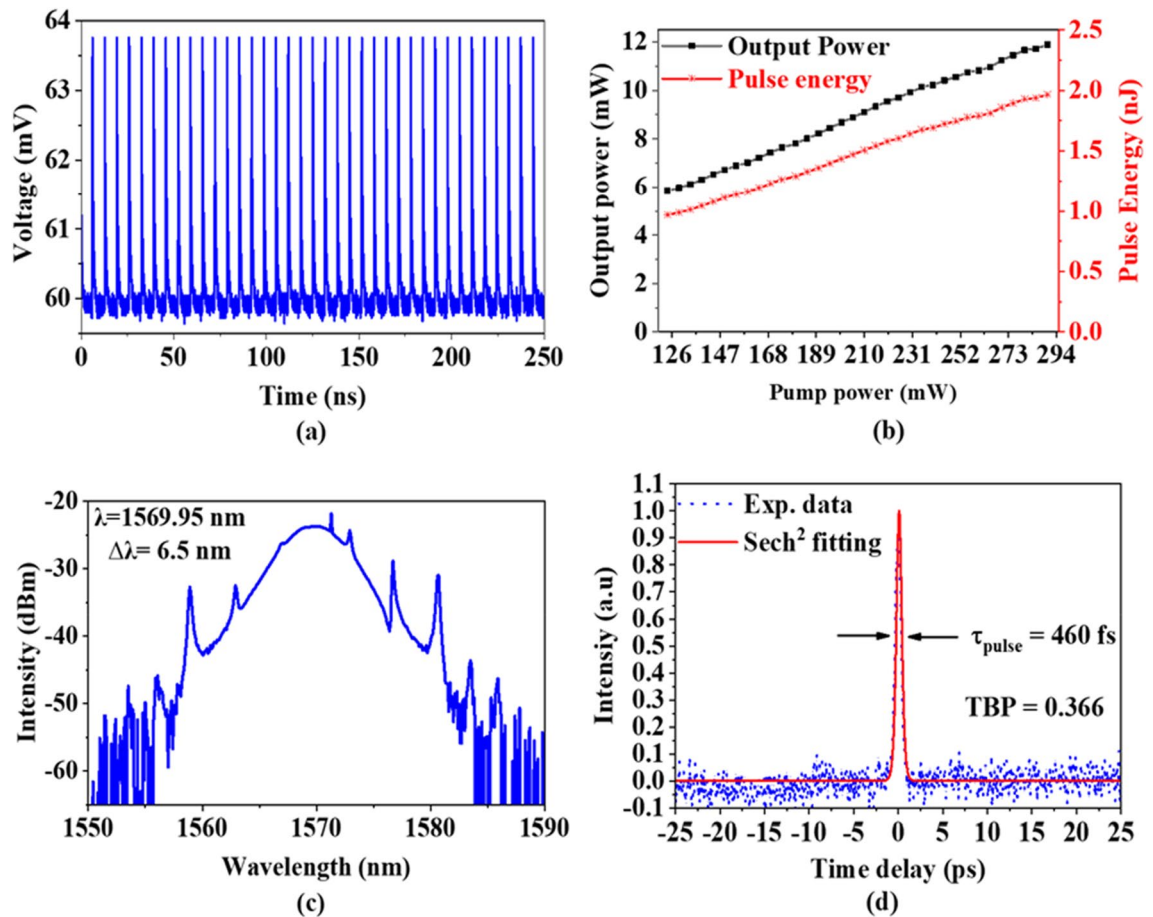 64
63
62
61
60
Voltage (mV)
0 50 100 150 200 250
Time (ns)
(a)
12
10
8
6
4
2
0
Output power (mW)
Output Power
Pulse energy
2.5
2.0
1.5
1.0
0.5
0.0
Pulse Energy (nJ)
126 147 168 189 210 231 252 273 294
Pump power (mW)
(b)
-20
-30
-40
-50
-60
Intensity (dBm)
λ=1569.95 nm
Δλ= 6.5 nm
1550 1560 1570 1580 1590
Wavelength (nm)
(c)
1.1
1.0
0.9
0.8
0.7
0.6
0.5
0.4
0.3
0.2
0.1
0.0
-0.1
Intensiy (a.u)
Exp. data
Sech² fitting
τpulse = 460 fs
TBP = 0.366
-25 -20 -15 -10 -5 0 5 10 15 20 25
Time delay (ps)
(d)